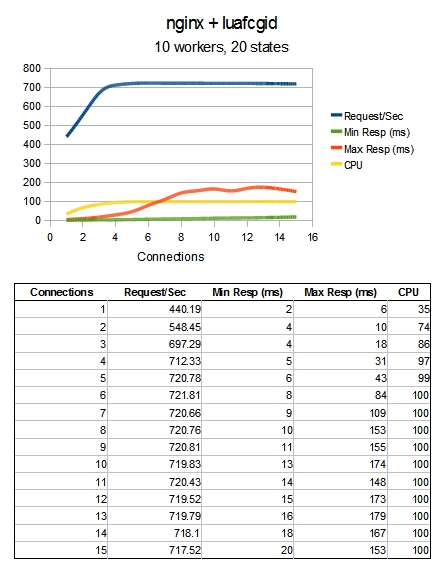 nginx + luafcgid
10 workers, 20 states
800
700
600
500
400
300
200
100
0
0 2 4 6 8 10 12 14 16
Connections
Request/Sec
Min Resp (ms)
Max Resp (ms)
CPU
Connections Request/Sec Min Resp (ms) Max Resp (ms) CPU
1 440.19 2 6 35
2 548.45 4 10 74
3 697.29 4 18 86
4 712.33 5 31 97
5 720.78 6 43 99
6 721.81 8 84 100
7 720.66 9 109 100
8 720.76 10 153 100
9 720.81 11 155 100
10 719.83 13 174 100
11 720.43 14 148 100
12 719.52 15 173 100
13 719.79 16 179 100
14 718.1 18 167 100
15 717.52 20 153 100